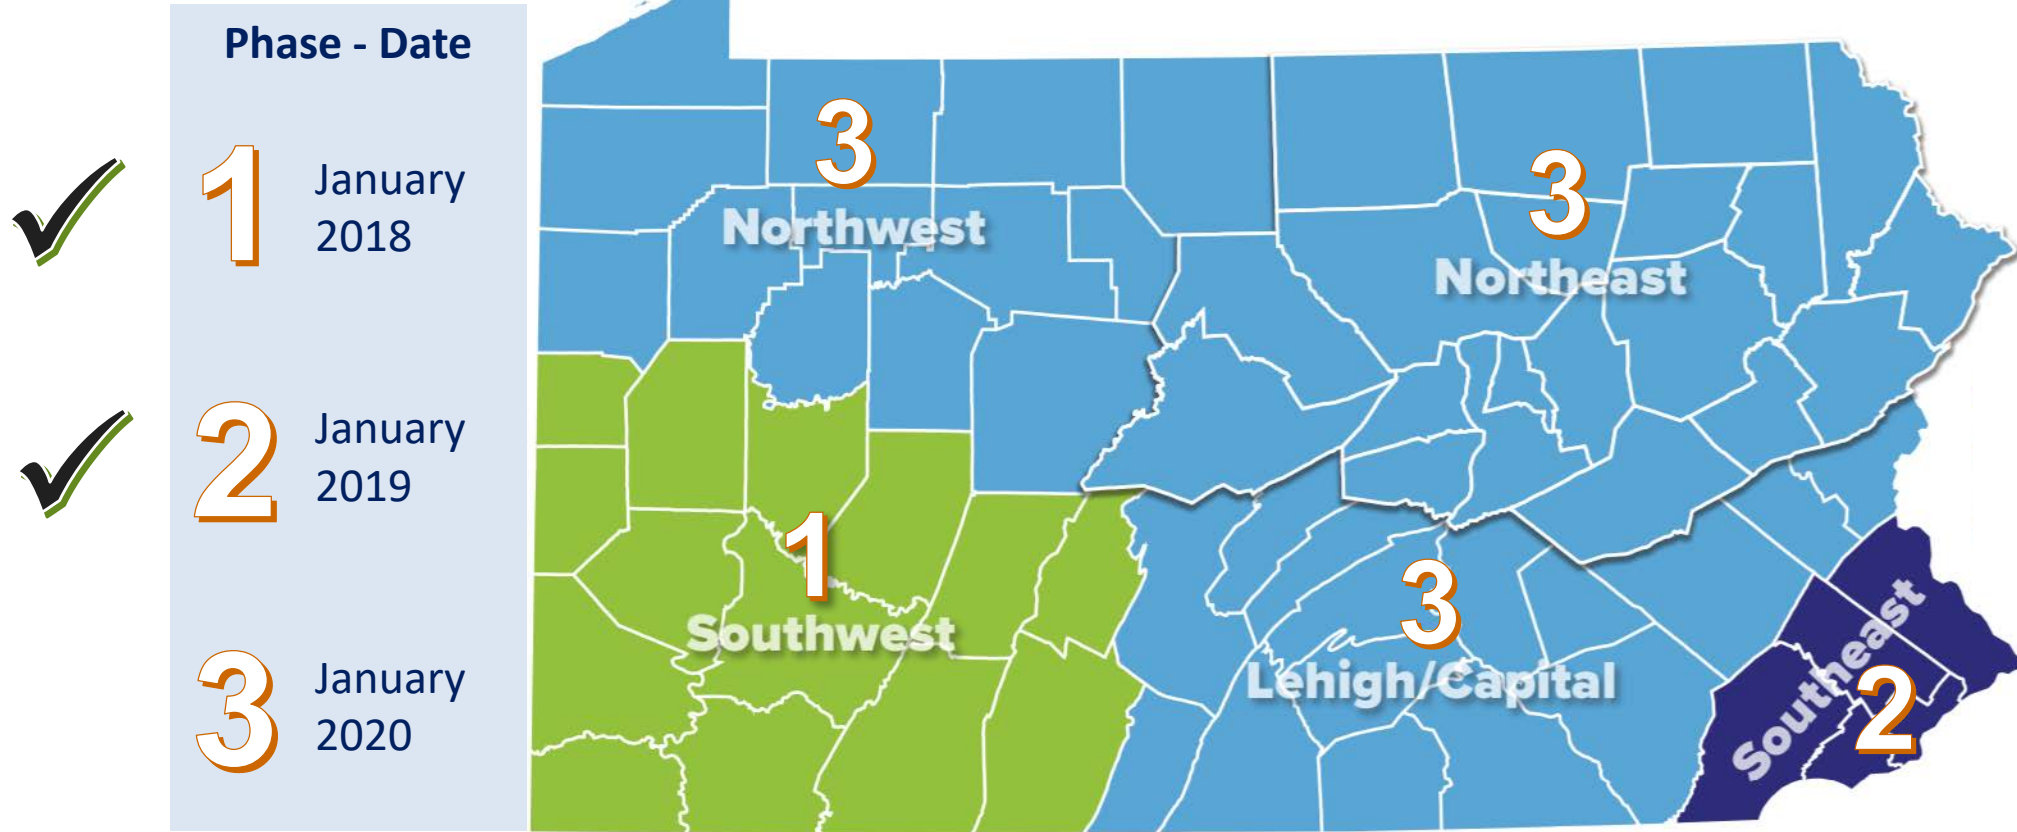 Phase - Date
1
January
2018
2
January
2019
3
January
2020
3
Northwest
3
Northeast
1
Southwest
3
Lehigh/Capital
Southeast
2